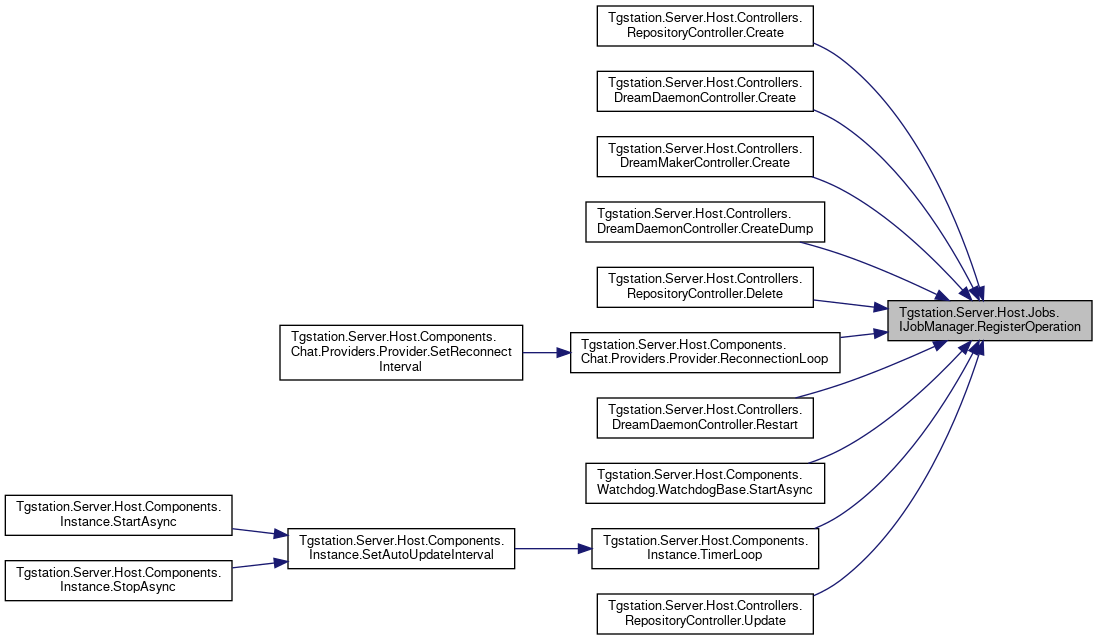 Tgstation.Server.Host.Controllers.
RepositoryController.Create
Tgstation.Server.Host.Controllers.
DreamDaemonController.Create
Tgstation.Server.Host.Controllers.
DreamMakerController.Create
Tgstation.Server.Host.Controllers.
DreamDaemonController.CreateDump
Tgstation.Server.Host.Controllers.
RepositoryController.Delete
Tgstation.Server.Host.Jobs.
IJobManager.RegisterOperation
Tgstation.Server.Host.Components.
Chat.Providers.Provider.SetReconnect
Interval
Tgstation.Server.Host.Components.
Chat.Providers.Provider.ReconnectionLoop
Tgstation.Server.Host.Controllers.
DreamDaemonController.Restart
Tgstation.Server.Host.Components.
Watchdog.WatchdogBase.StartAsync
Tgstation.Server.Host.Components.
Instance.StartAsync
Tgstation.Server.Host.Components.
Instance.SetAutoUpdateInterval
Tgstation.Server.Host.Components.
Instance.TimerLoop
Tgstation.Server.Host.Components.
Instance.StopAsync
Tgstation.Server.Host.Controllers.
RepositoryController.Update